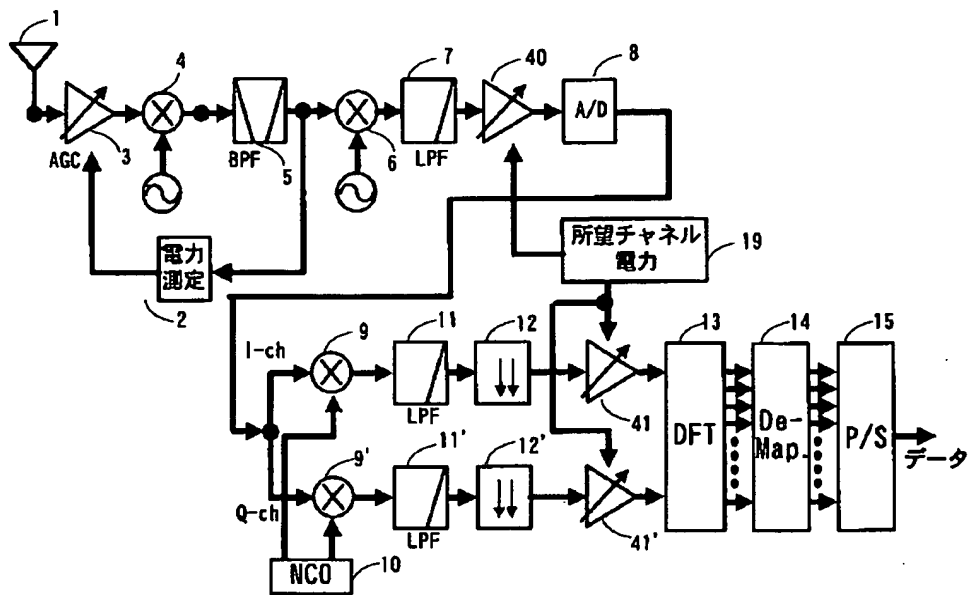 1
4
7
40
8
A/D
3
AGC
BPF
5
6
LPF
電力
測定
2
所望チャネル
電力
19
I-ch
9
11
12
13
14
15
LPF
41
DFT
De-
Map.
P/S
データ
9'
11'
12'
Q-ch
LPF
41'
NCO
10